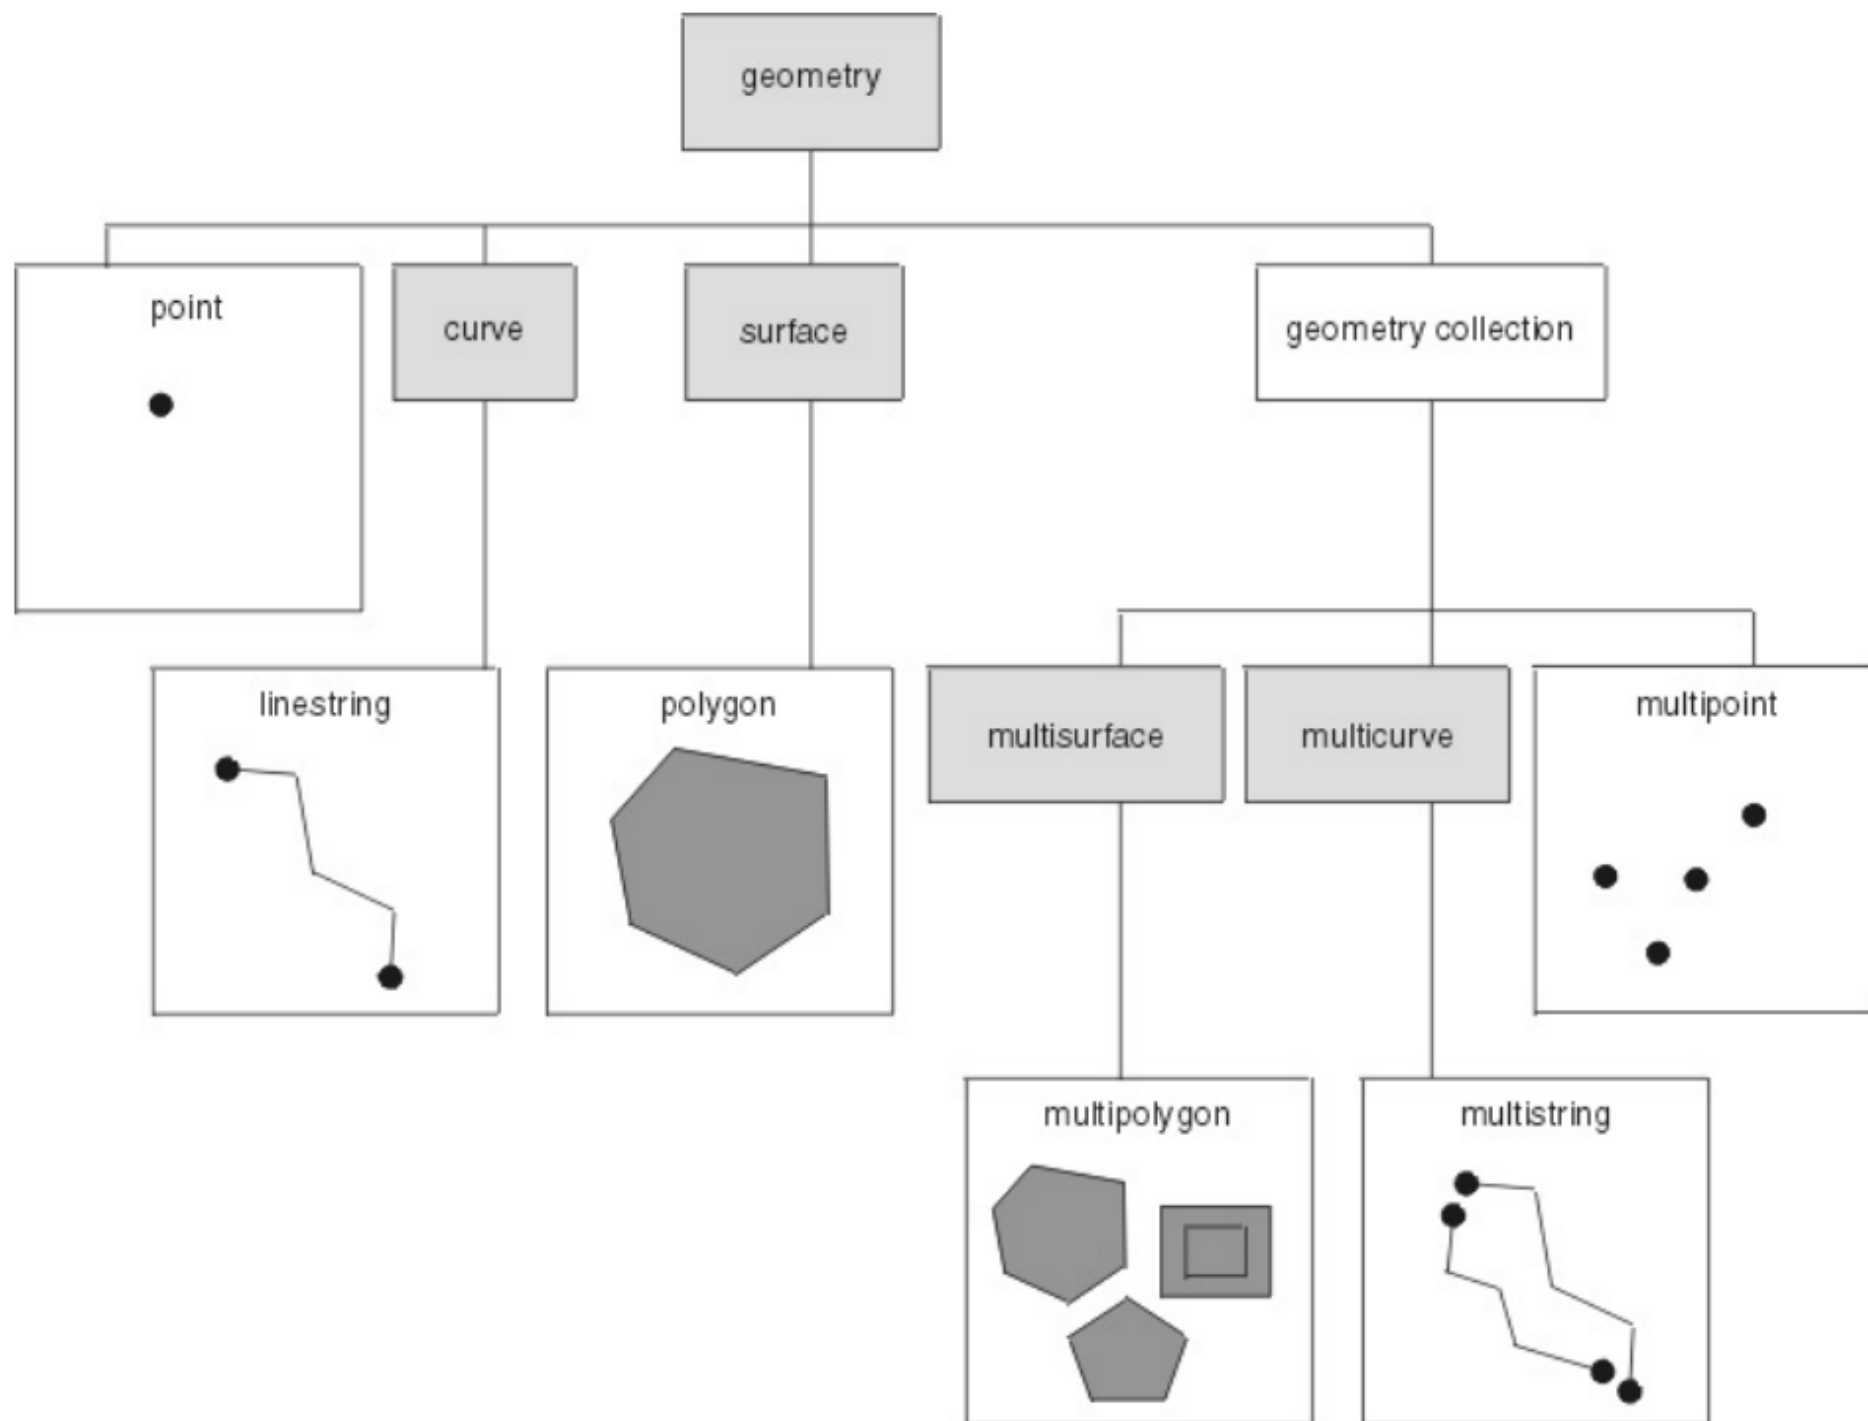 geometry
point
curve
surface
geometry collection
linestring
polygon
multisurface
multicurve
multipoint
multipolygon
multistring